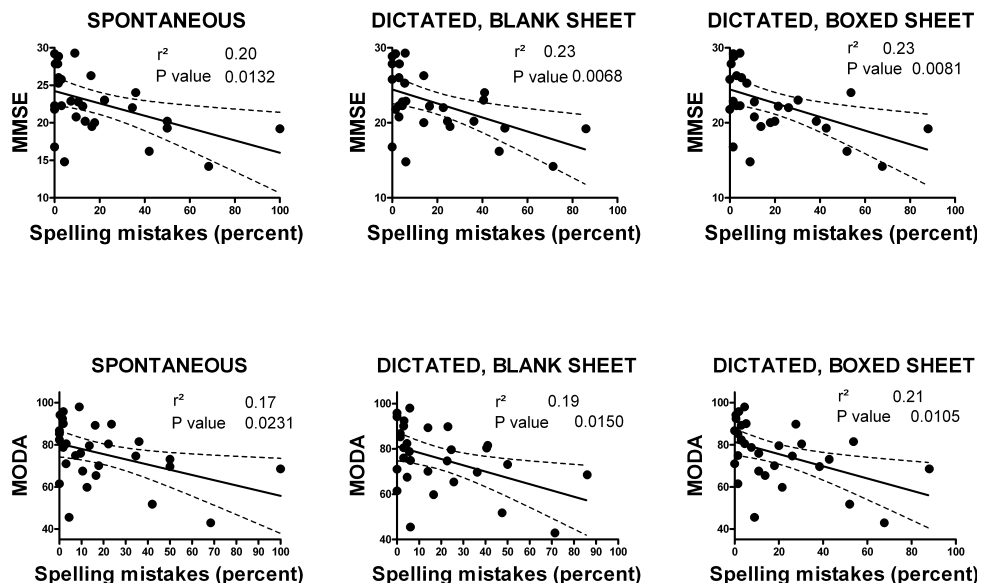 SPONTANEOUS
r² 0.20
P value 0.0132
MMSE
30
25
20
15
10
0 20 40 60 80 100
Spelling mistakes (percent)
DICTATED, BLANK SHEET
r² 0.23
P value 0.0068
MMSE
30
25
20
15
10
0 20 40 60 80 100
Spelling mistakes (percent)
DICTATED, BOXED SHEET
r² 0.23
P value 0.0081
MMSE
30
25
20
15
10
0 20 40 60 80 100
Spelling mistakes (percent)
SPONTANEOUS
r² 0.17
P value 0.0231
MODA
100
80
60
40
0 10 20 30 40 50 60 70 80 90 100
Spelling mistakes (percent)
DICTATED, BLANK SHEET
r² 0.19
P value 0.0150
MODA
100
80
60
40
0 10 20 30 40 50 60 70 80 90 100
Spelling mistakes (percent)
DICTATED, BOXED SHEET
r² 0.21
P value 0.0105
MODA
100
80
60
40
0 20 40 60 80 100
Spelling mistakes (percent)